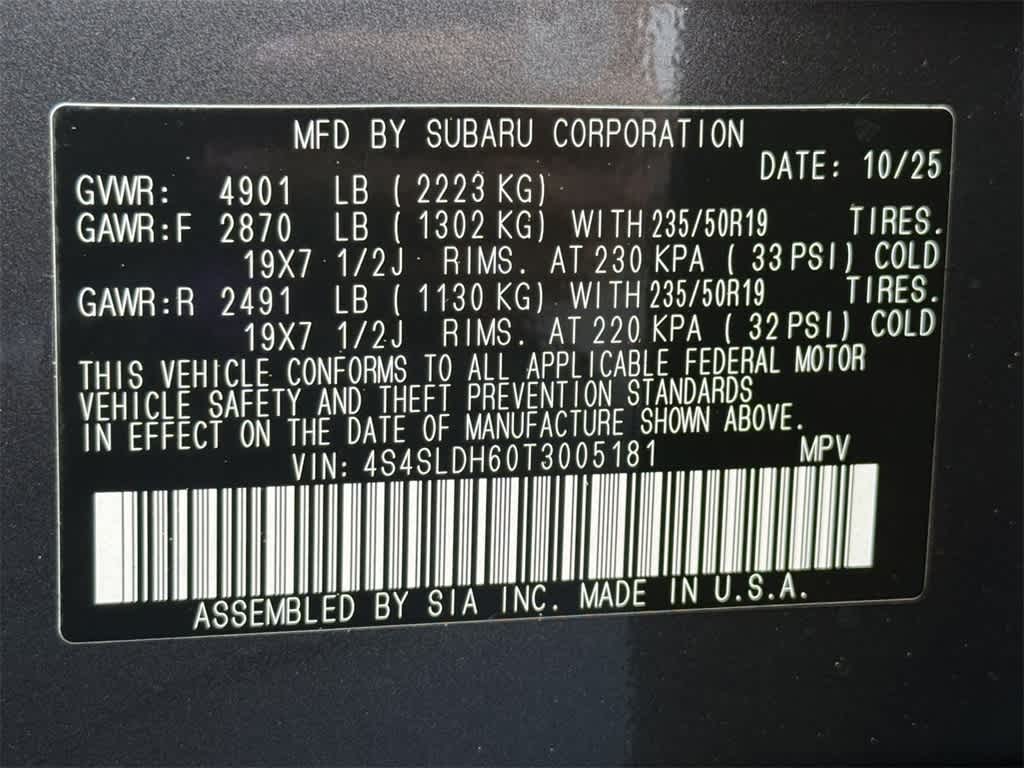 MFD BY SUBARU CORPORATION
DATE: 10/25
GVWR: 4901 LB ( 2223 KG)
GAWR:F 2870 LB ( 1302 KG) WITH 235/50R19 TIRES.
19X7 1/2J RIMS. AT 230 KPA ( 33 PSI) COLD
GAWR:R 2491 LB ( 1130 KG) WITH 235/50R19 TIRES.
19X7 1/2J RIMS. AT 220 KPA ( 32 PSI) COLD
THIS VEHICLE CONFORMS TO ALL APPLICABLE FEDERAL MOTOR
VEHICLE SAFETY AND THEFT PREVENTION STANDARDS
IN EFFECT ON THE DATE OF MANUFACTURE SHOWN ABOVE.
VIN: 4S4SLDH60T3005181 MPV
ASSEMBLED BY SIA INC. MADE IN U.S.A.